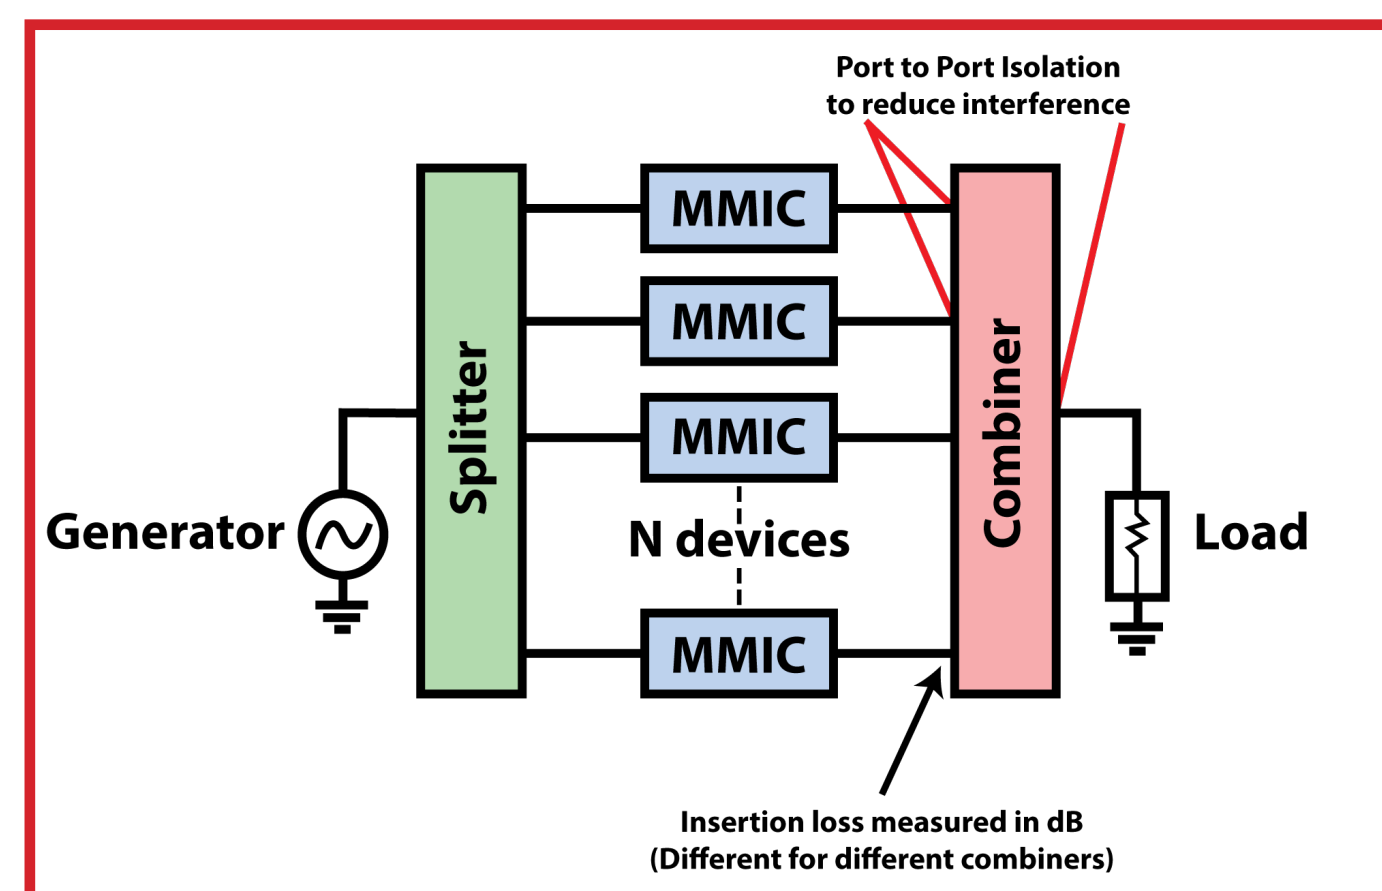 Port to Port Isolation
to reduce interference
MMIC
MMIC
MMIC
Splitter
Combiner
Generator
N devices
Load
MMIC
Insertion loss measured in dB
(Different for different combiners)